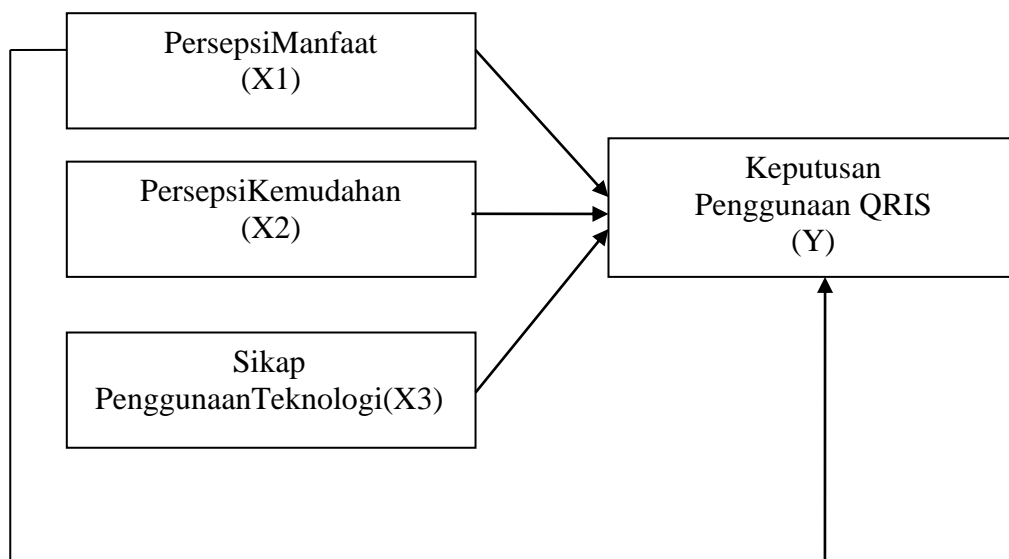 PersepsiManfaat
(X1)
PersepsiKemudahan
(X2)
Sikap
PenggunaanTeknologi(X3)
Keputusan
Penggunaan QRIS
(Y)